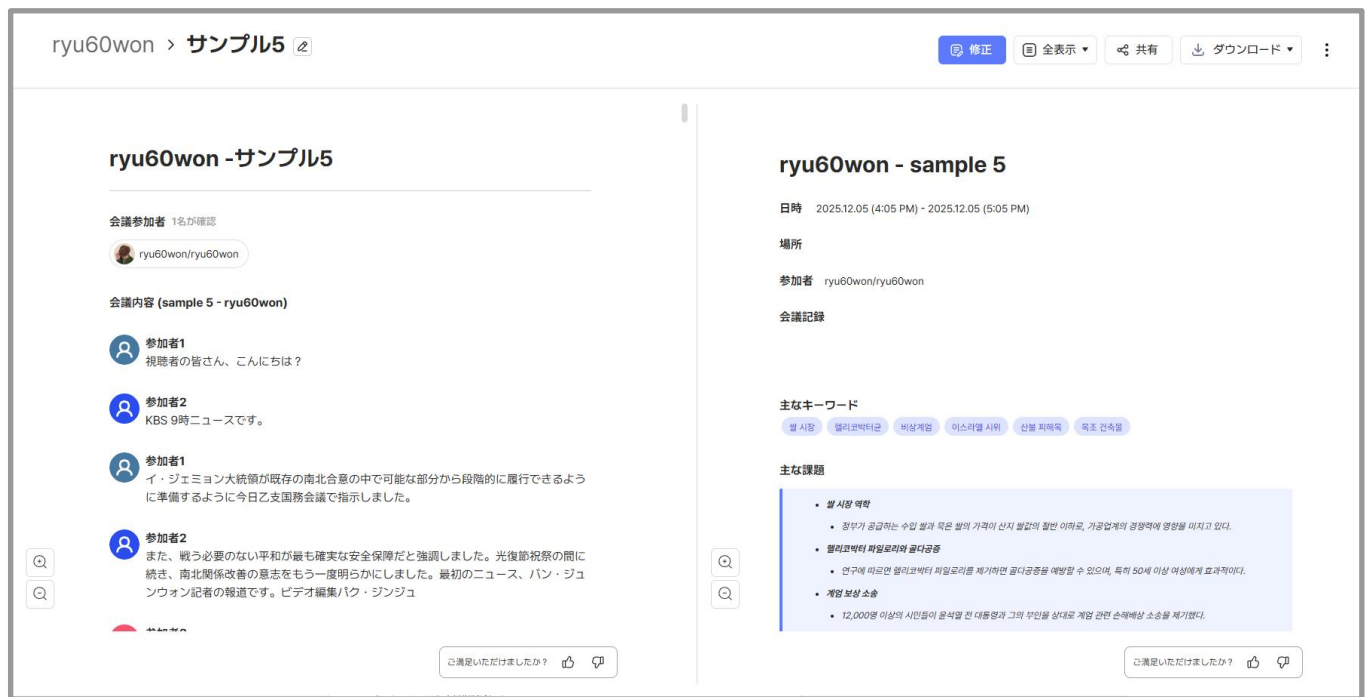 ryu60won > サンプル5
修正
全表示
共有
ダウンロード
ryu60won -サンプル5
会議参加者 1名が確認
ryu60won/ryu60won
会議内容 (sample 5 - ryu60won)
参加者1
視聴者の皆さん、こんにちは？
参加者2
KBS 9時ニュースです。
参加者1
イ・ジェミョン大統領が既存の南北合意の中で可能な部分から段階的に履行できるよう
に準備するように今日乙支国務会議で指示しました。
参加者2
また、戦う必要のない平和が最も確実な安全保障だと強調しました。光復節祝祭の間に
続き、南北関係改善の意志をもう一度明らかにしました。最初のニュース、バン・ジュ
ンウォン記者の報道です。ビデオ編集パク・ジンジュ
ご満足いただけましたか？
ryu60won - sample 5
日時 2025.12.05 (4:05 PM) - 2025.12.05 (5:05 PM)
場所
参加者 ryu60won/ryu60won
会議記録
主なキーワード
쌀 시장 헬리코박터균 비상계엄 이스라엘 시위 산불 피해목 목조 건축물
主な課題
쌀 시장 역학
정부가 공급하는 수입 쌀과 묵은 쌀의 가격이 산지 쌀값의 절반 이하로, 가공업계의 경쟁력에 영향을 미치고 있다.
헬리코박터 파일로리와 골다공증
연구에 따르면 헬리코박터 파일로리를 제거하면 골다공증을 예방할 수 있으며, 특히 50세 이상 여성에게 효과적이다.
계엄 보상 소송
12,000명 이상의 시민들이 윤석열 전 대통령과 그의 부인을 상대로 계엄 관련 손해배상 소송을 제기했다.
ご満足いただけましたか？